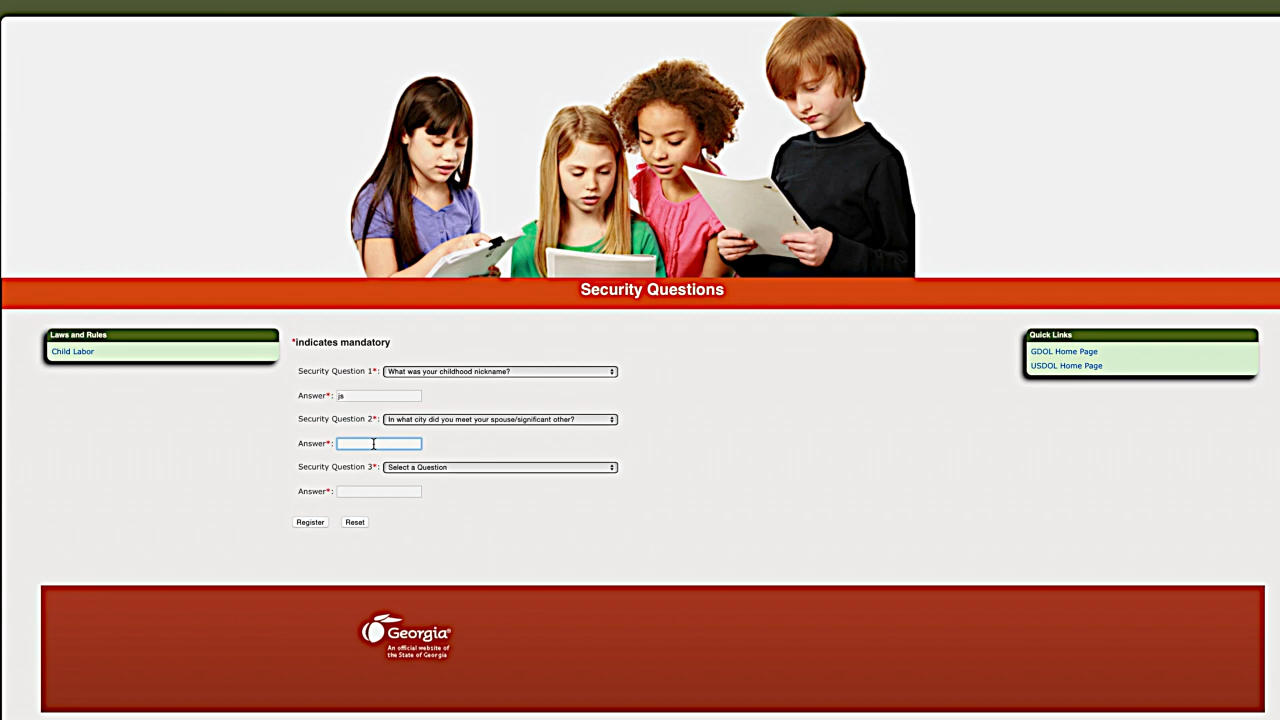 Security Questions
Laws and Rules
Child Labor
*indicates mandatory
Security Question 1*: What was your childhood nickname?
Answer*: js
Security Question 2*: In what city did you meet your spouse/significant other?
Answer*:
Security Question 3*: Select a Question
Answer*:
Register Reset
Quick Links
GDOL Home Page
USDOL Home Page
Georgia®
An official website of
the State of Georgia